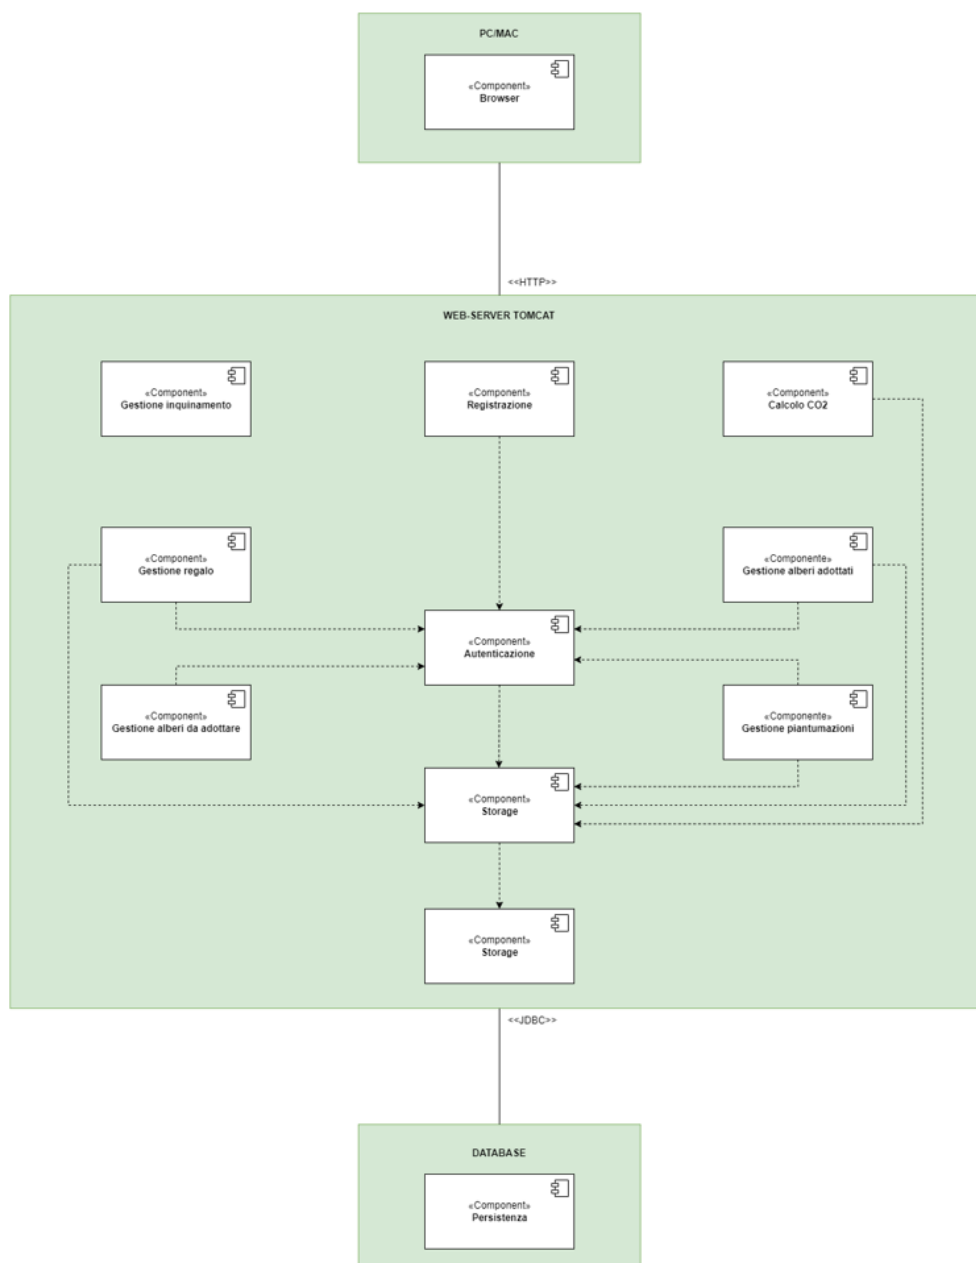 PC/MAC
«Component»
Browser
<<HTTP>>
WEB-SERVER TOMCAT
«Component»
Gestione inquinamento
«Component»
Registrazione
«Component»
Calcolo CO2
«Component»
Gestione regalo
«Componente»
Gestione alberi adottati
«Component»
Autenticazione
«Component»
Gestione alberi da adottare
«Componente»
Gestione piantumazioni
«Component»
Storage
«Component»
Storage
<<JDBC>>
DATABASE
«Component»
Persistenza